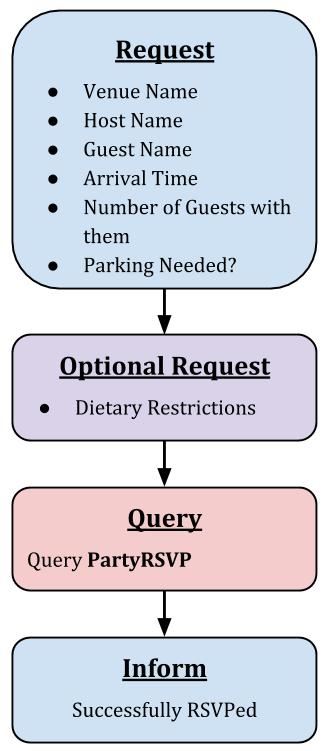 Request
● Venue Name
● Host Name
● Guest Name
● Arrival Time
● Number of Guests with
them
● Parking Needed?
Optional Request
● Dietary Restrictions
Query
Query PartyRSVP
Inform
Successfully RSVPed